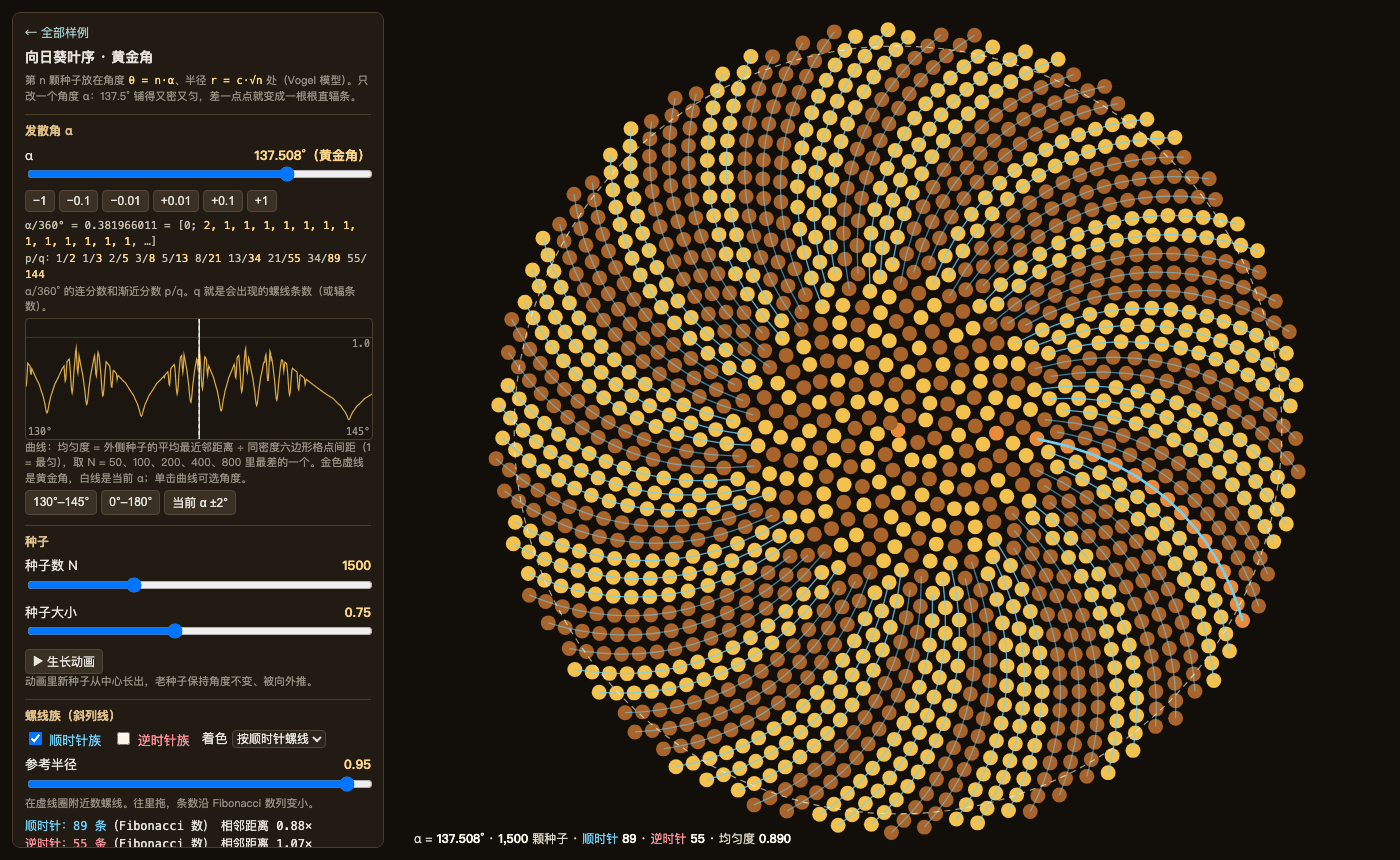 ← 全部样例
向日葵叶序 · 黄金角
第 n 颗种子放在角度 θ = n·α、半径 r = c·√n 处（Vogel 模型）。只
改一个角度 α：137.5° 铺得又密又匀，差一点点就变成一根根直辐条。
发散角 α
α 137.508°（黄金角）
−1 −0.1 −0.01 +0.01 +0.1 +1
α/360° = 0.381966011 = [0; 2, 1, 1, 1, 1, 1, 1, 1,
1, 1, 1, 1, 1, 1, …]
p/q: 1/2 1/3 2/5 3/8 5/13 8/21 13/34 21/55 34/89 55/
144
α/360° 的连分数和渐近分数 p/q。q 就是会出现的螺线条数（或辐条
数）。
1.0
130° 145°
曲线：均匀度 = 外侧种子的平均最近邻距离 ÷ 同密度六边形格点间距（1
= 最匀），取 N = 50、100、200、400、800 里最差的一个。金色虚线
是黄金角，白线是当前 α；单击曲线可选角度。
130°–145° 0°–180° 当前 α ±2°
种子
种子数 N 1500
种子大小 0.75
▶ 生长动画
动画里新种子从中心长出，老种子保持角度不变、被向外推。
螺线族（斜列线）
顺时针族 逆时针族 着色 按顺时针螺线
参考半径 0.95
在虚线圈附近数螺线。往里拖，条数沿 Fibonacci 数列变小。
顺时针：89 条 (Fibonacci 数) 相邻距离 0.88×
逆时针：55 条 (Fibonacci 数) 相邻距离 1.07×
α = 137.508° · 1,500 颗种子 · 顺时针 89 · 逆时针 55 · 均匀度 0.890